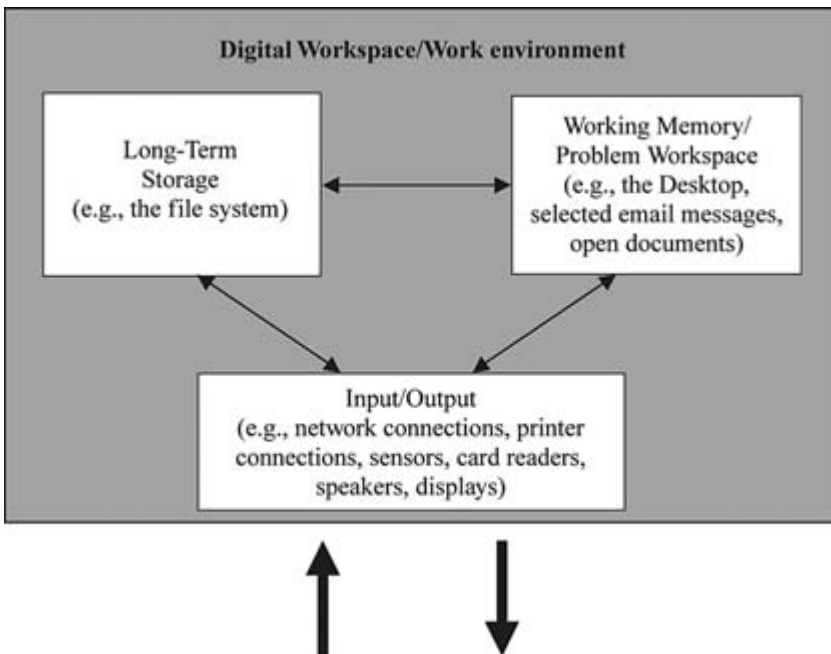 Digital Workspace/Work environment
Long-Term
Storage
(e.g., the file system)
Working Memory/
Problem Workspace
(e.g., the Desktop,
selected email messages,
open documents)
Input/Output
(e.g., network connections, printer
connections, sensors, card readers,
speakers, displays)